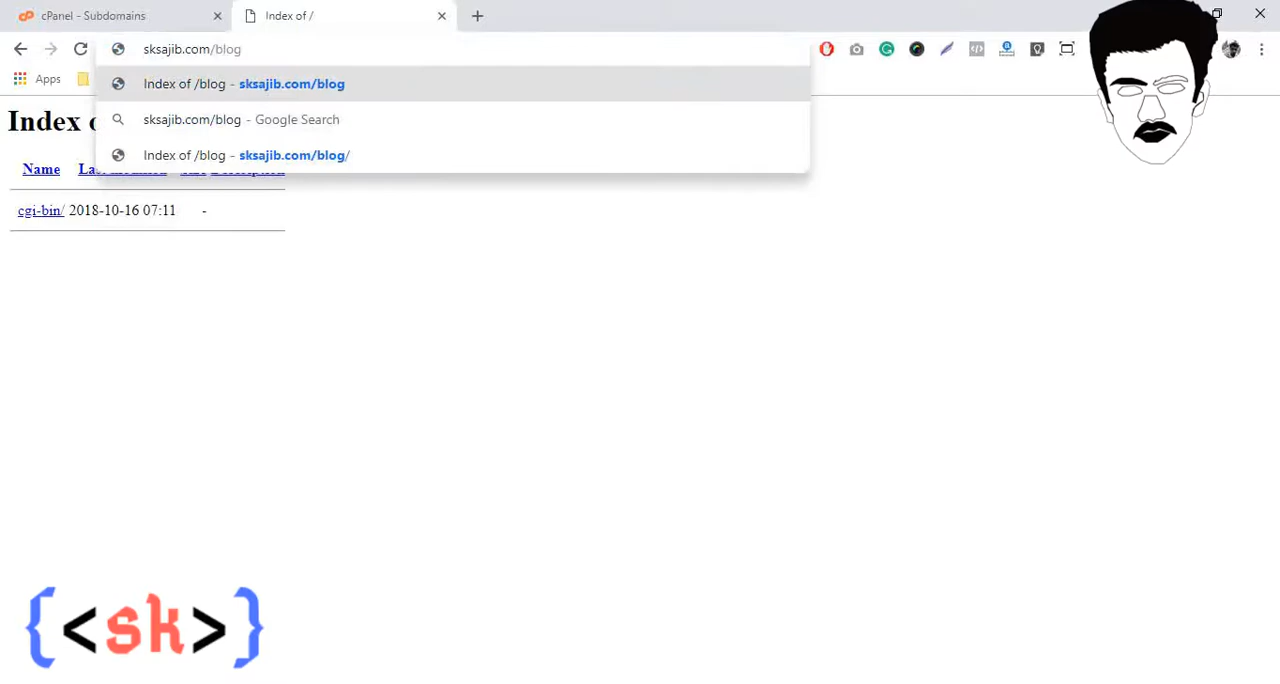 cPanel - Subdomains
Index of /
sksajib.com/blog
Apps
Index of /blog - sksajib.com/blog
sksajib.com/blog - Google Search
Index of /blog - sksajib.com/blog/
Index
Name
cgi-bin/ 2018-10-16 07:11 -
{<sk>}